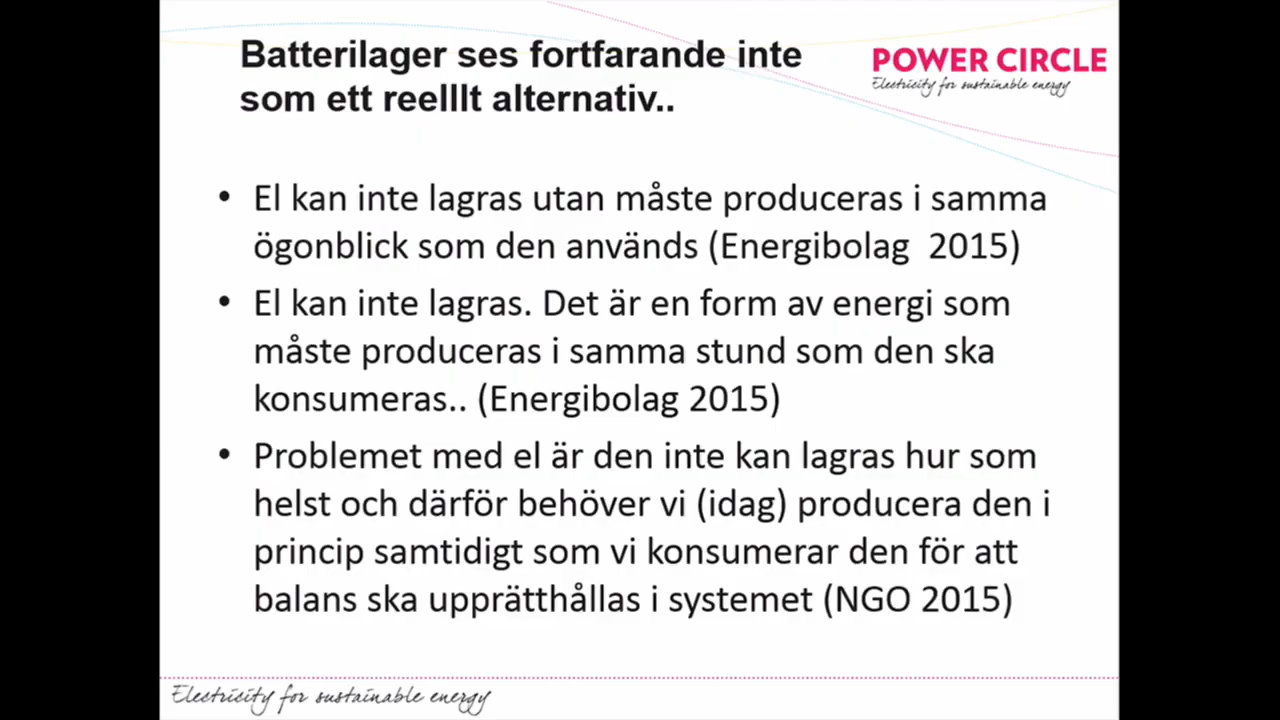 Batterilager ses fortfarande inte
som ett reelllt alternativ..
POWER CIRCLE
Electricity for sustainable energy
• El kan inte lagras utan måste produceras i samma
ögonblick som den används (Energibolag  2015)
• El kan inte lagras. Det är en form av energi som
måste produceras i samma stund som den ska
konsumeras.. (Energibolag 2015)
• Problemet med el är den inte kan lagras hur som
helst och därför behöver vi (idag) producera den i
princip samtidigt som vi konsumerar den för att
balans ska upprätthållas i systemet (NGO 2015)
Electricity for sustainable energy